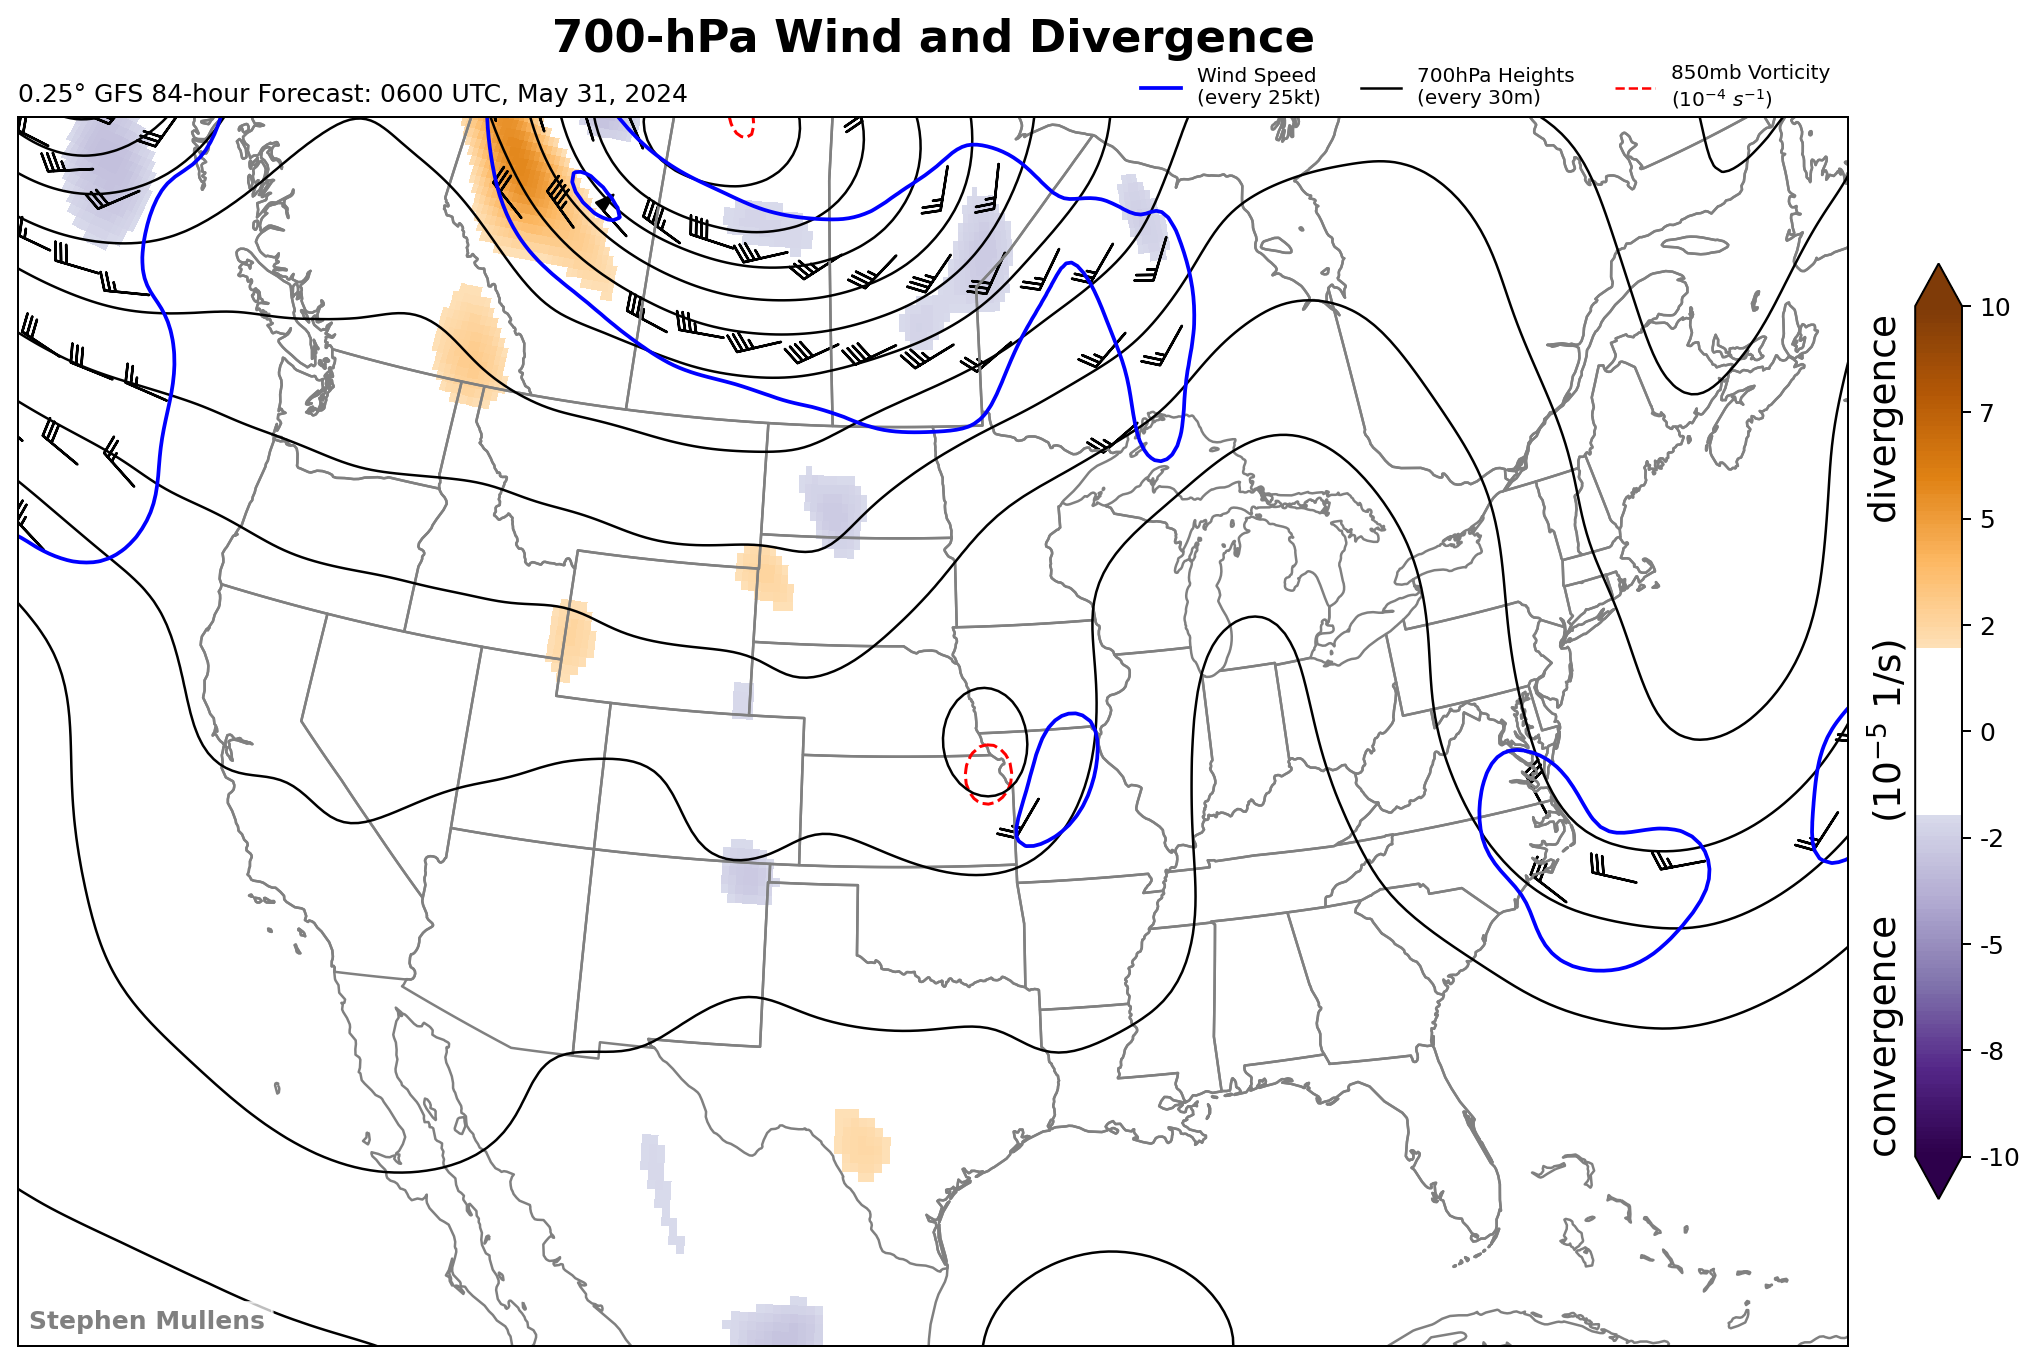 700-hPa Wind and Divergence
0.25° GFS 84-hour Forecast: 0600 UTC, May 31, 2024
Wind Speed
(every 25kt)
700hPa Heights
(every 30m)
850mb Vorticity
(10⁻⁴ s⁻¹)
divergence
(10⁻⁵ 1/s)
convergence
10
7
5
2
0
-2
-5
-8
-10
Stephen Mullens